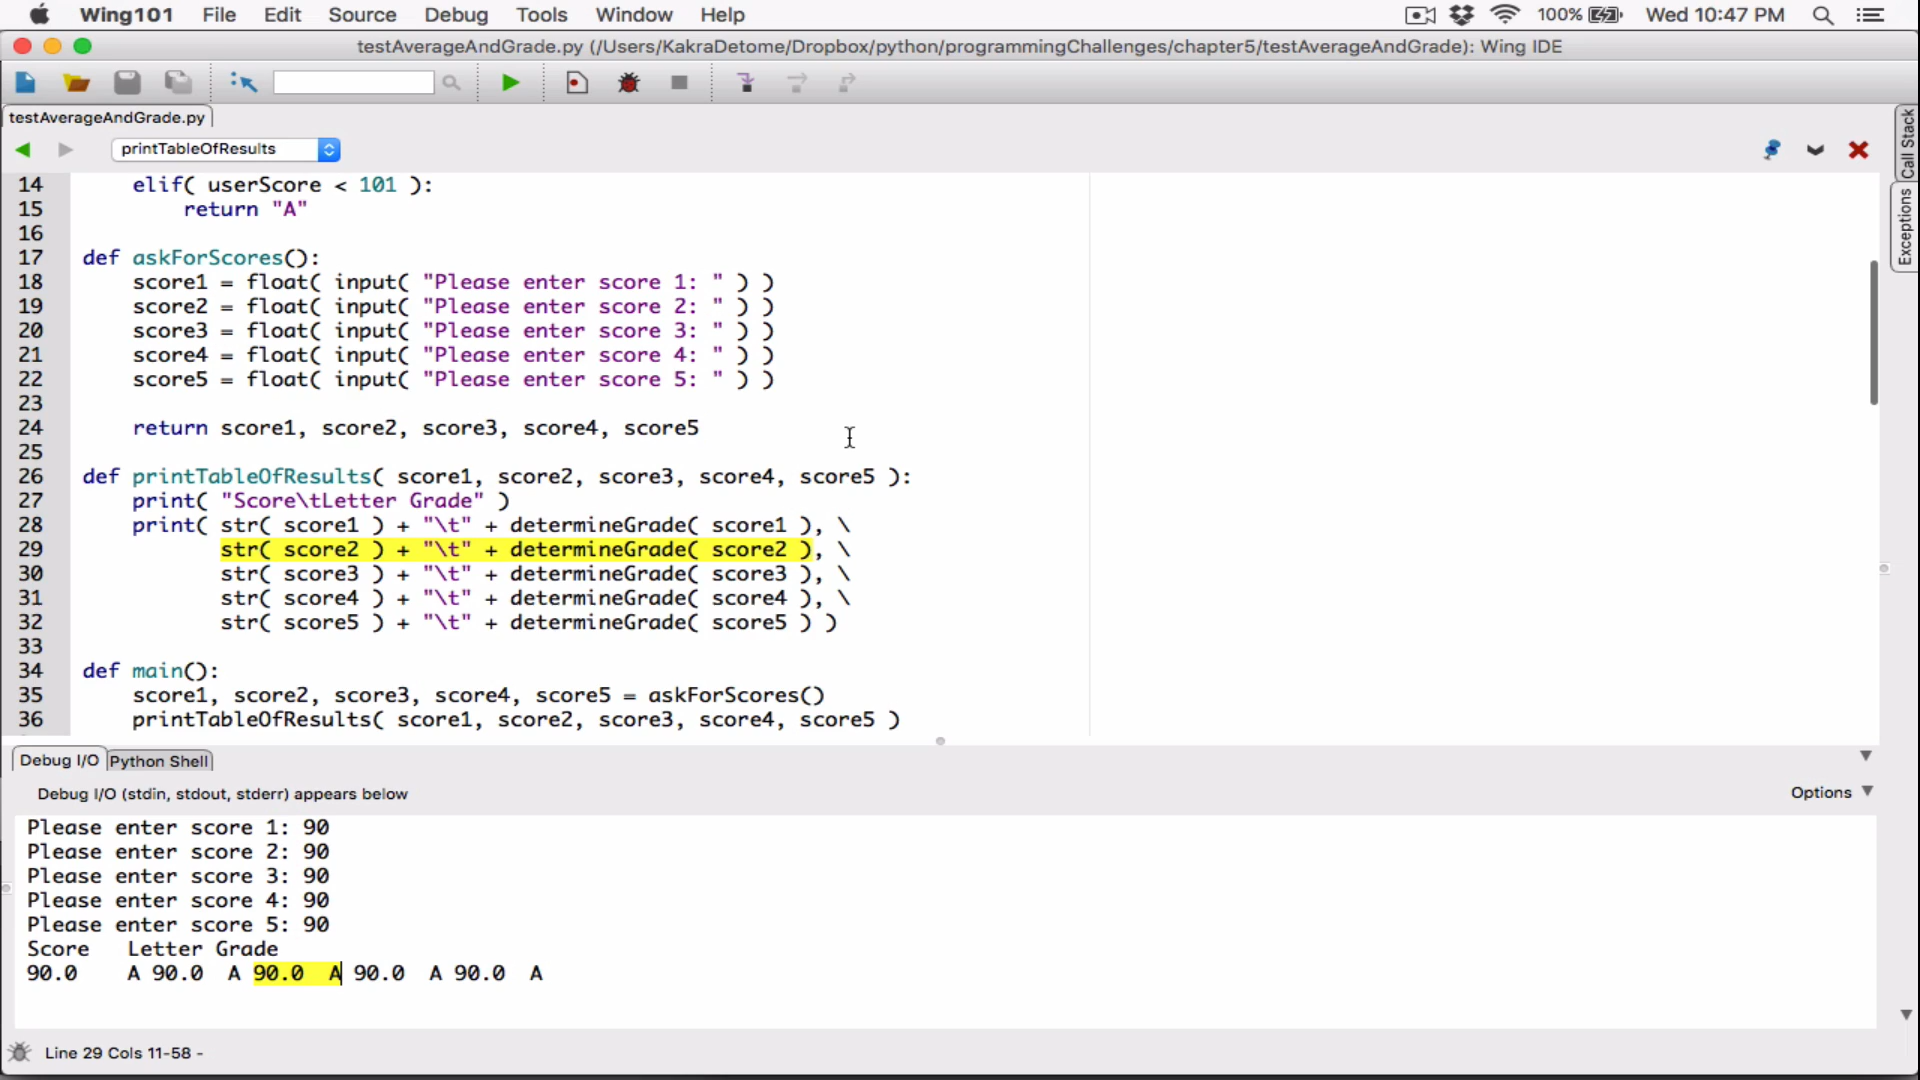 Wing101 File Edit Source Debug Tools Window Help 100% Wed 10:47 PM
testAverageAndGrade.py (/Users/KakraDetome/Dropbox/python/programmingChallenges/chapter5/testAverageAndGrade): Wing IDE
testAverageAndGrade.py
printTableOfResults
Call Stack
Exceptions
14 elif( userScore < 101 ):
15 return "A"
16
17 def askForScores():
18 score1 = float( input( "Please enter score 1: " ) )
19 score2 = float( input( "Please enter score 2: " ) )
20 score3 = float( input( "Please enter score 3: " ) )
21 score4 = float( input( "Please enter score 4: " ) )
22 score5 = float( input( "Please enter score 5: " ) )
23
24 return score1, score2, score3, score4, score5
25
26 def printTableOfResults( score1, score2, score3, score4, score5 ):
27 print( "Score\tLetter Grade" )
28 print( str( score1 ) + "\t" + determineGrade( score1 ), \
29 str( score2 ) + "\t" + determineGrade( score2 ), \
30 str( score3 ) + "\t" + determineGrade( score3 ), \
31 str( score4 ) + "\t" + determineGrade( score4 ), \
32 str( score5 ) + "\t" + determineGrade( score5 ) )
33
34 def main():
35 score1, score2, score3, score4, score5 = askForScores()
36 printTableOfResults( score1, score2, score3, score4, score5 )
Debug I/O Python Shell
Debug I/O (stdin, stdout, stderr) appears below Options
Please enter score 1: 90
Please enter score 2: 90
Please enter score 3: 90
Please enter score 4: 90
Please enter score 5: 90
Score Letter Grade
90.0 A 90.0 A 90.0 A 90.0 A 90.0 A
Line 29 Cols 11-58 -